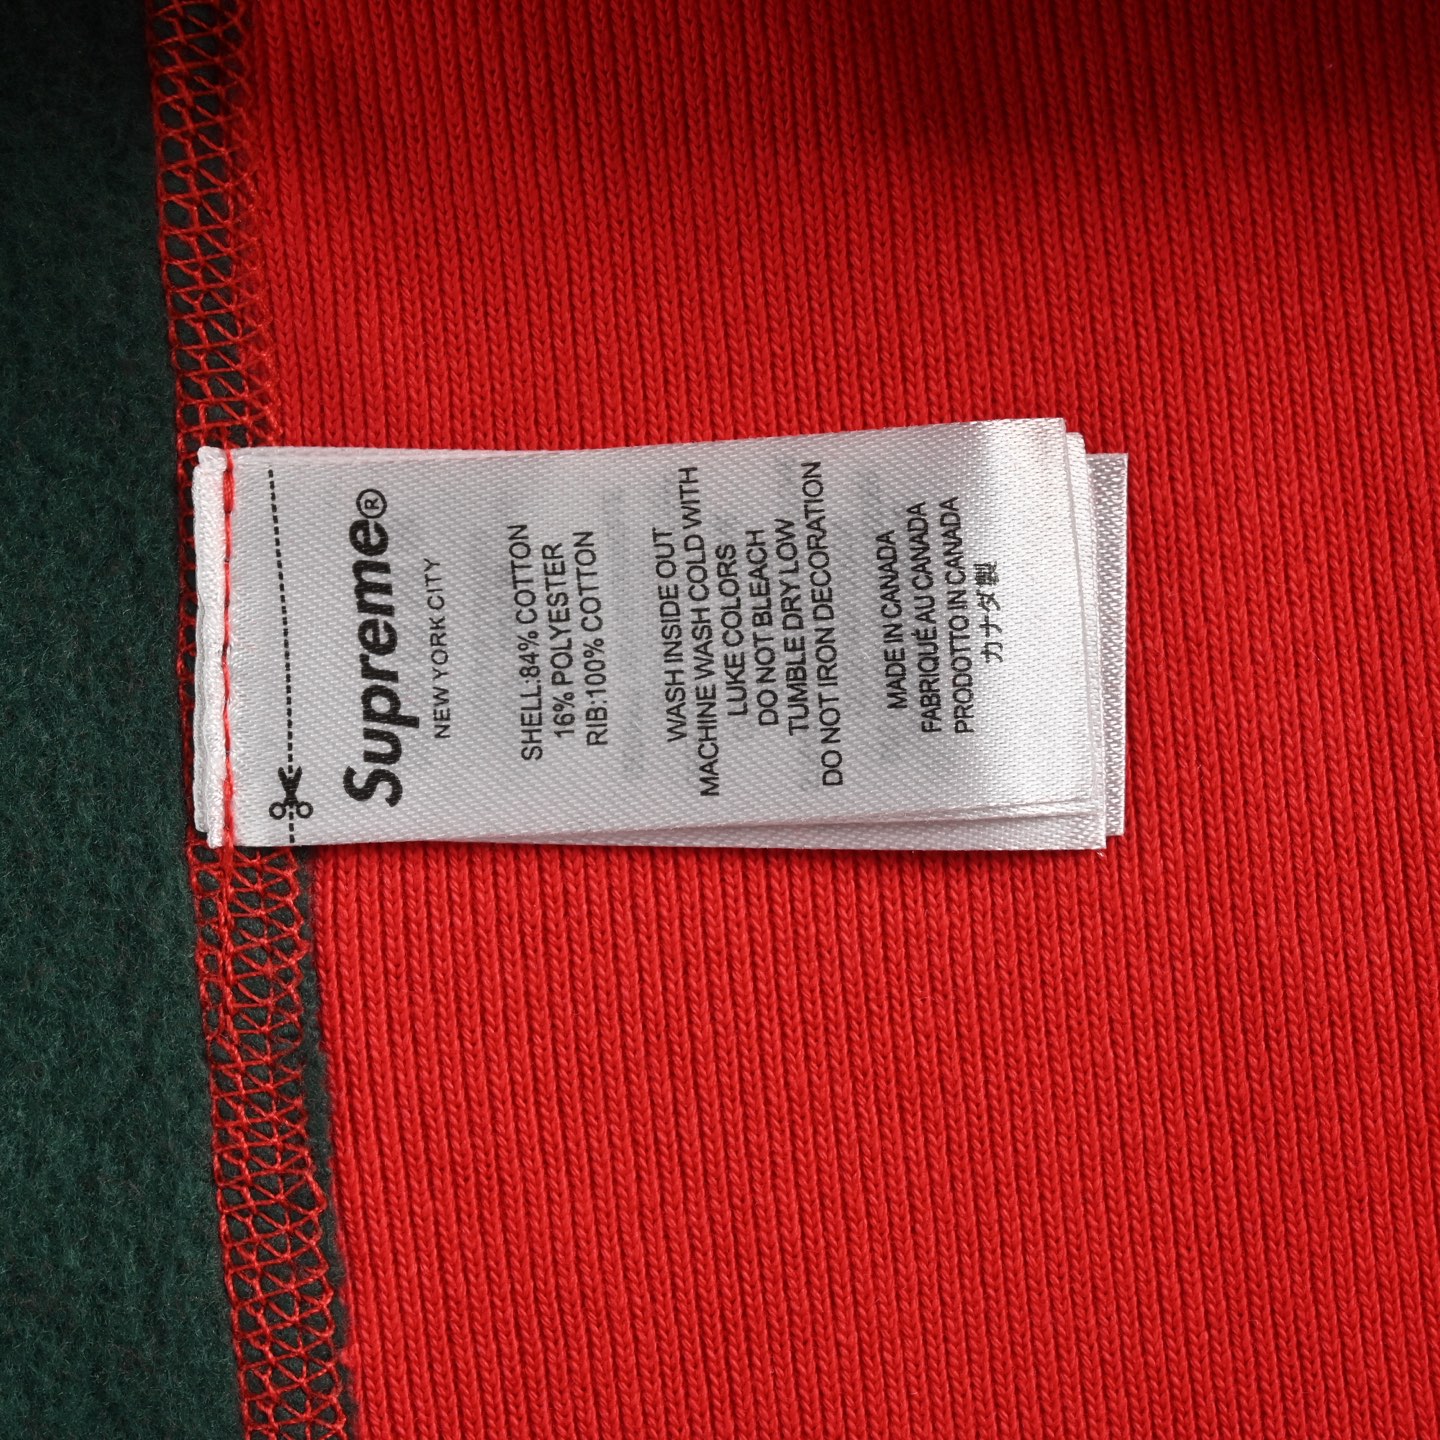 Supreme®
NEW YORK CITY
SHELL:84% COTTON
16% POLYESTER
RIB:100% COTTON
WASH INSIDE OUT
MACHINE WASH COLD WITH
LUKE COLORS
DO NOT BLEACH
TUMBLE DRY LOW
DO NOT IRON DECORATION
MADE IN CANADA
FABRIQUÉ AU CANADA
PRODOTTO IN CANADA
カナダ製